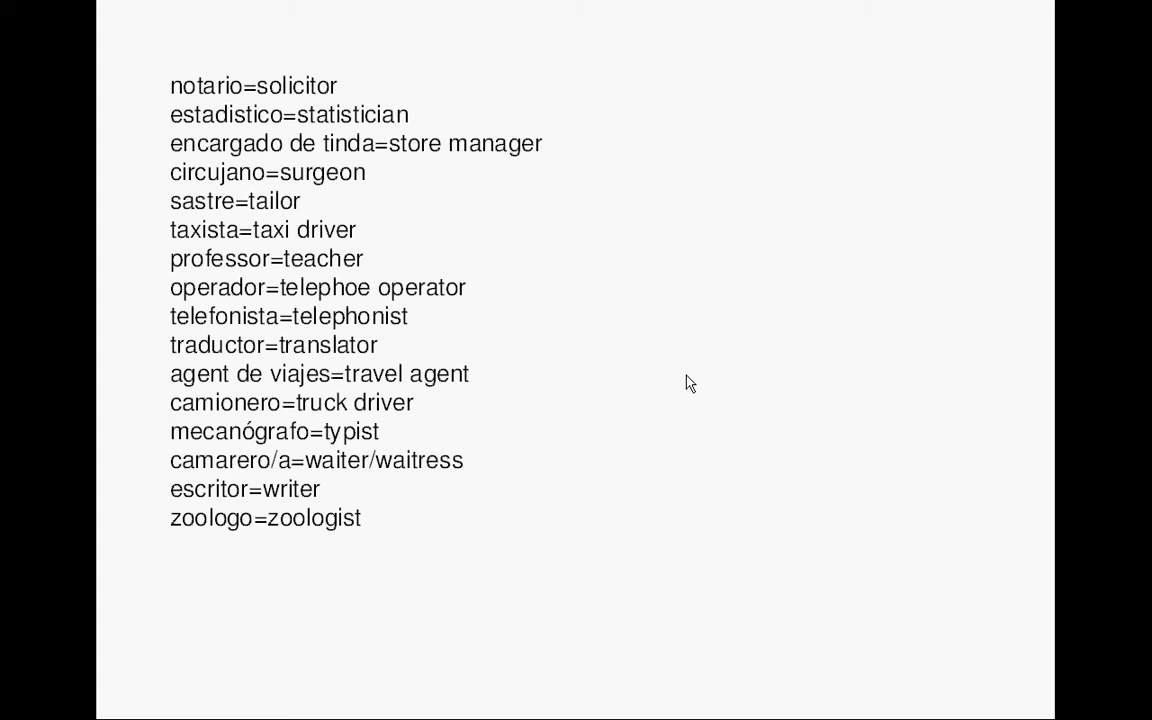 notario=solicitor
estadistico=statistician
encargado de tinda=store manager
circujano=surgeon
sastre=tailor
taxista=taxi driver
professor=teacher
operador=telephoe operator
telefonista=telephonist
traductor=translator
agent de viajes=travel agent
camionero=truck driver
mecanógrafo=typist
camarero/a=waiter/waitress
escritor=writer
zoologo=zoologist